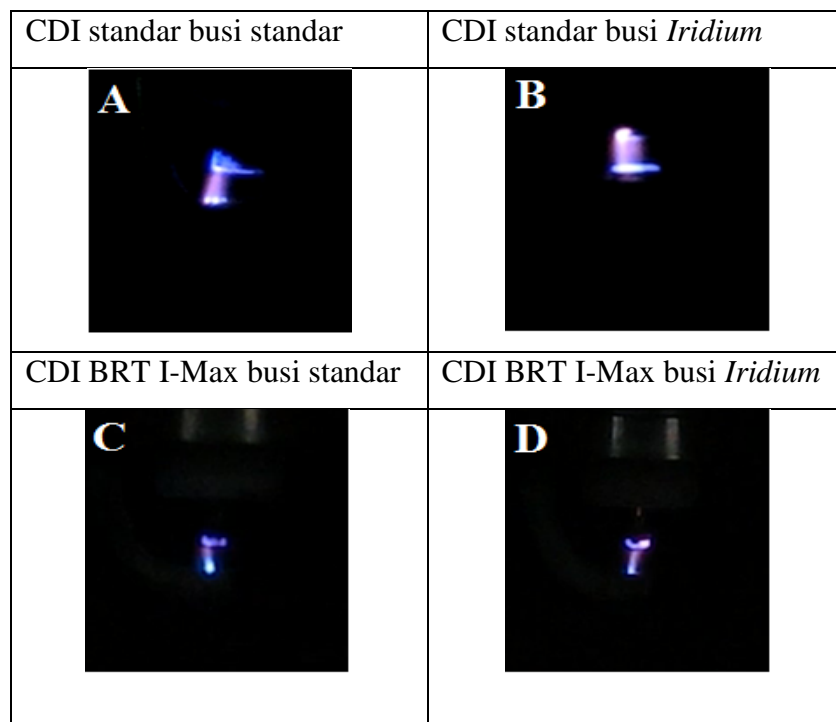 CDI standar busi standar
CDI standar busi Iridium
A
B
CDI BRT I-Max busi standar
CDI BRT I-Max busi Iridium
C
D